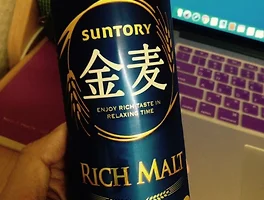 SUNTORY
金麦
ENJOY RICH TASTE IN
RELAXING TIME
RICH MALT